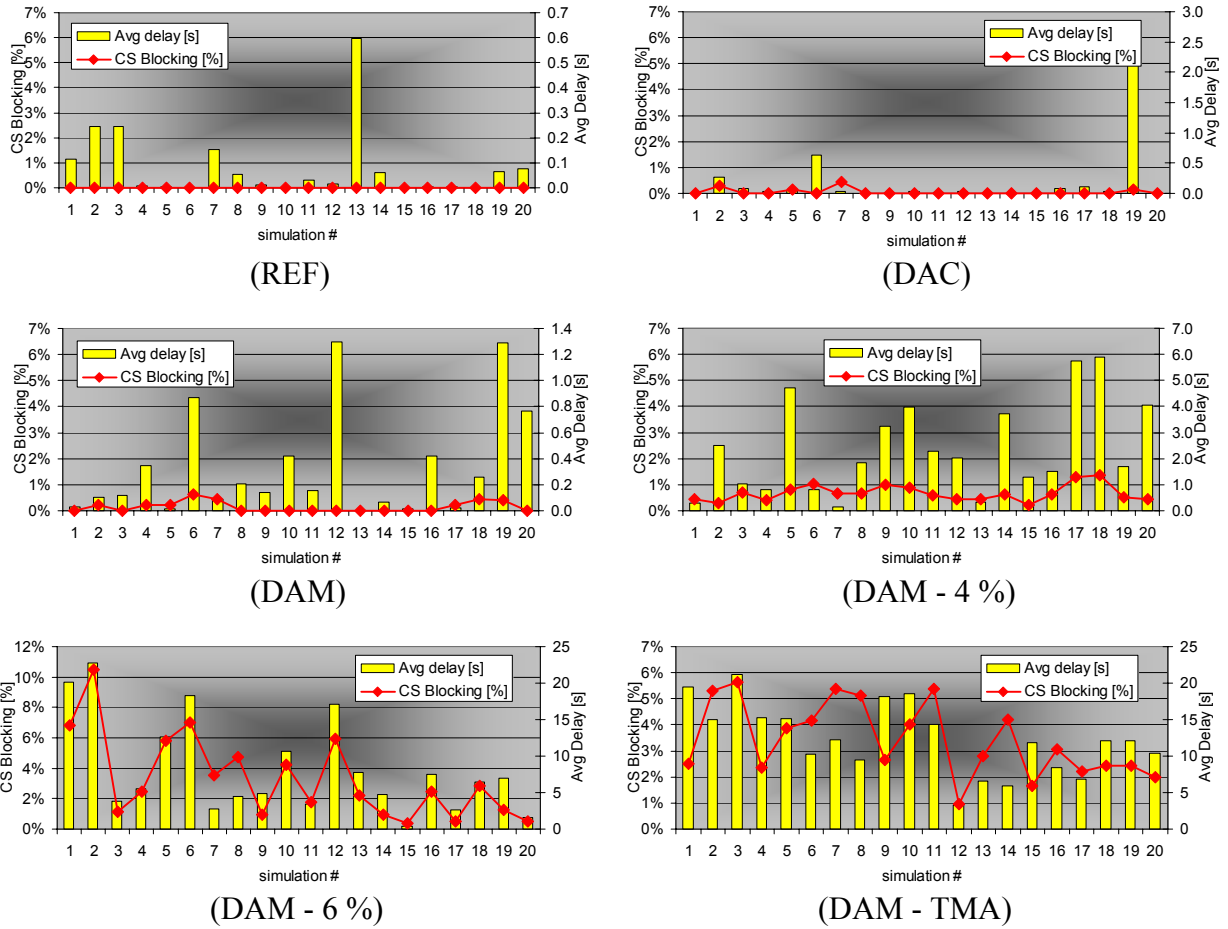 7% 6% 5% 4% 3% 2% 1% 0%
CS Blocking [%]
Avg delay [s]
CS Blocking [%]
0.7 0.6 0.5 0.4 0.3 0.2 0.1 0.0
Avg Delay [s]
1 2 3 4 5 6 7 8 9 10 11 12 13 14 15 16 17 18 19 20
simulation #
(REF)
7% 6% 5% 4% 3% 2% 1% 0%
CS Blocking [%]
Avg delay [s]
CS Blocking [%]
3.0 2.5 2.0 1.5 1.0 0.5 0.0
Avg Delay [s]
1 2 3 4 5 6 7 8 9 10 11 12 13 14 15 16 17 18 19 20
simulation #
(DAC)
7% 6% 5% 4% 3% 2% 1% 0%
CS Blocking [%]
Avg delay [s]
CS Blocking [%]
1.4 1.2 1.0 0.8 0.6 0.4 0.2 0.0
Avg Delay [s]
1 2 3 4 5 6 7 8 9 10 11 12 13 14 15 16 17 18 19 20
simulation #
(DAM)
7% 6% 5% 4% 3% 2% 1% 0%
CS Blocking [%]
Avg delay [s]
CS Blocking [%]
7.0 6.0 5.0 4.0 3.0 2.0 1.0 0.0
Avg Delay [s]
1 2 3 4 5 6 7 8 9 10 11 12 13 14 15 16 17 18 19 20
simulation #
(DAM - 4 %)
12% 10% 8% 6% 4% 2% 0%
CS Blocking [%]
Avg delay [s]
CS Blocking [%]
25 20 15 10 5 0
Avg Delay [s]
1 2 3 4 5 6 7 8 9 10 11 12 13 14 15 16 17 18 19 20
simulation #
(DAM - 6 %)
7% 6% 5% 4% 3% 2% 1% 0%
CS Blocking [%]
Avg delay [s]
CS Blocking [%]
25 20 15 10 5 0
Avg Delay [s]
1 2 3 4 5 6 7 8 9 10 11 12 13 14 15 16 17 18 19 20
simulation #
(DAM - TMA)